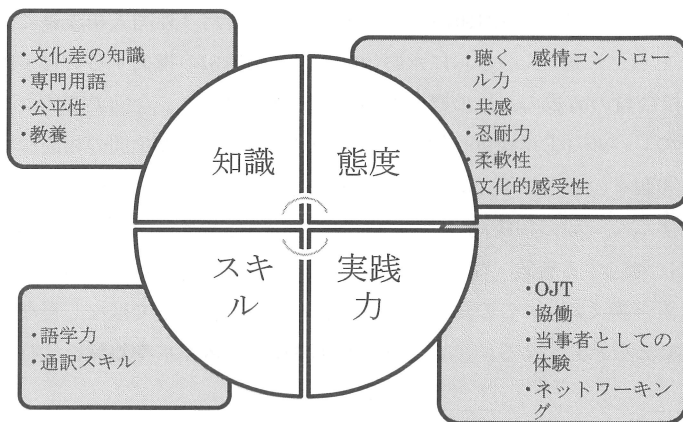 ・文化差の知識
・専門用語
・公平性
・教養
・聴く　感情コントロー
ル力
・共感
・忍耐力
・柔軟性
文化的感受性
知識
態度
スキ
ル
実践
力
・語学力
・通訳スキル
・OJT
・協働
・当事者としての
体験
・ネットワーキン
グ